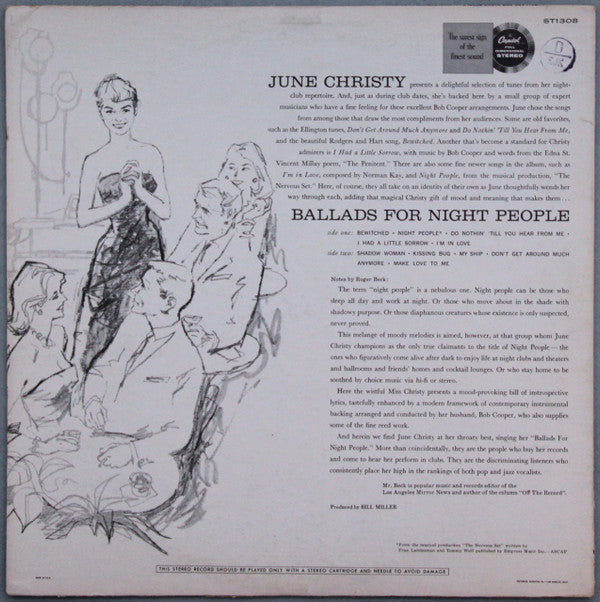 ST1308
The surest sign
of the
finest sound
Capitol
FULL
DIMENSIONAL
STEREO
D
JUNE CHRISTY presents a delightful selection of tunes from her night-
club repertoire. And, just as during club dates, she's backed here by a small group of expert
musicians who have a fine feeling for these excellent Bob Cooper arrangements. June chose the songs
from among those that draw the most compliments from her audiences. Some are old favorites,
such as the Ellington tunes, Don't Get Around Much Anymore and Do Nothin' Till You Hear From Me,
and the beautiful Rodgers and Hart song, Bewitched. Another that's become a standard for Christy
admirers is I Had a Little Sorrow, with music by Bob Cooper and words from the Edna St.
Vincent Millay poem, "The Penitent." There are also some fine newer songs in the album, such as
I'm in Love, composed by Norman Kay, and Night People, from the musical production, "The
Nervous Set." Here, of course, they all take on an identity of their own as June thoughtfully wends her
way through each, adding that magical Christy gift of mood and meaning that makes them...
BALLADS FOR NIGHT PEOPLE
side one: BEWITCHED • NIGHT PEOPLE* • DO NOTHIN' 'TILL YOU HEAR FROM ME •
I HAD A LITTLE SORROW • I'M IN LOVE
side two: SHADOW WOMAN • KISSING BUG • MY SHIP • DON'T GET AROUND MUCH
ANYMORE • MAKE LOVE TO ME
Notes by Roger Beck:
The term "night people" is a nebulous one. Night people can be those who
sleep all day and work at night. Or those who move about in the shade with
shadows purpose. Or those diaphanous creatures whose existence is only suspected,
never proved.
This melange of moody melodies is aimed, however, at that group whom June
Christy champions as the only true claimants to the title of Night People—the
ones who figuratively come alive after dark to enjoy life at night clubs and theaters
and ballrooms and friends' homes and cocktail lounges. Or who stay home to be
soothed by choice music via hi-fi or stereo.
Here the wistful Miss Christy presents a mood-provoking bill of introspective
lyrics, tastefully enhanced by a modern framework of contemporary instrumental
backing arranged and conducted by her husband, Bob Cooper, who also supplies
some of the fine reed work.
And herein we find June Christy at her throaty best, singing her "Ballads For
Night People." More than coincidentally, they are the people who buy her records
and come to hear her perform in clubs. They are the discriminating listeners who
consistently place her high in the rankings of both pop and jazz vocalists.
Mr. Beck is popular music and records editor of the
Los Angeles Mirror News and author of the column "Off The Record".
Produced by BILL MILLER
*From the musical production "The Nervous Set" written by
Fran Landesman and Tommy Wolf published by Empress Music Inc.—ASCAP
THIS STEREO RECORD SHOULD BE PLAYED ONLY WITH A STEREO CARTRIDGE AND NEEDLE TO AVOID DAMAGE